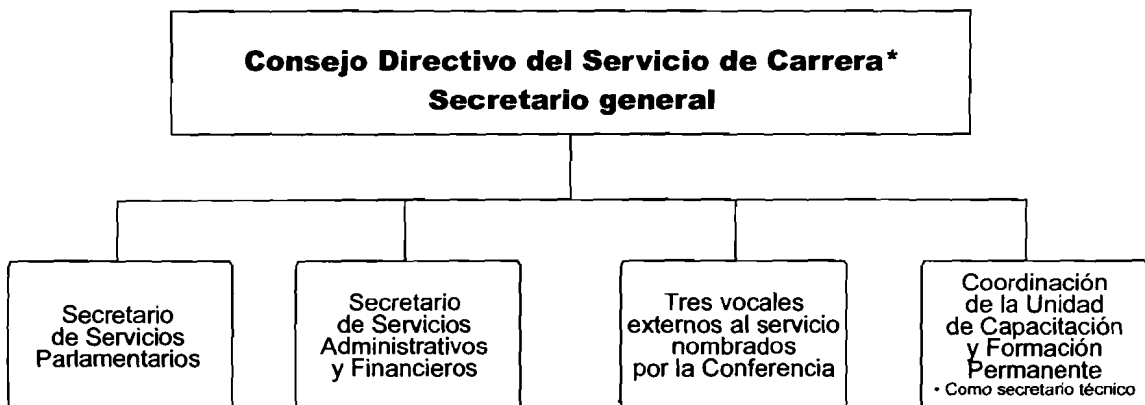 Consejo Directivo del Servicio de Carrera*
Secretario general
Secretario
de Servicios
Parlamentarios
Secretario
de Servicios
Administrativos
y Financieros
Tres vocales
externos al servicio
nombrados
por la Conferencia
Coordinación
de la Unidad
de Capacitación
y Formación
Permanente
• Como secretario técnico